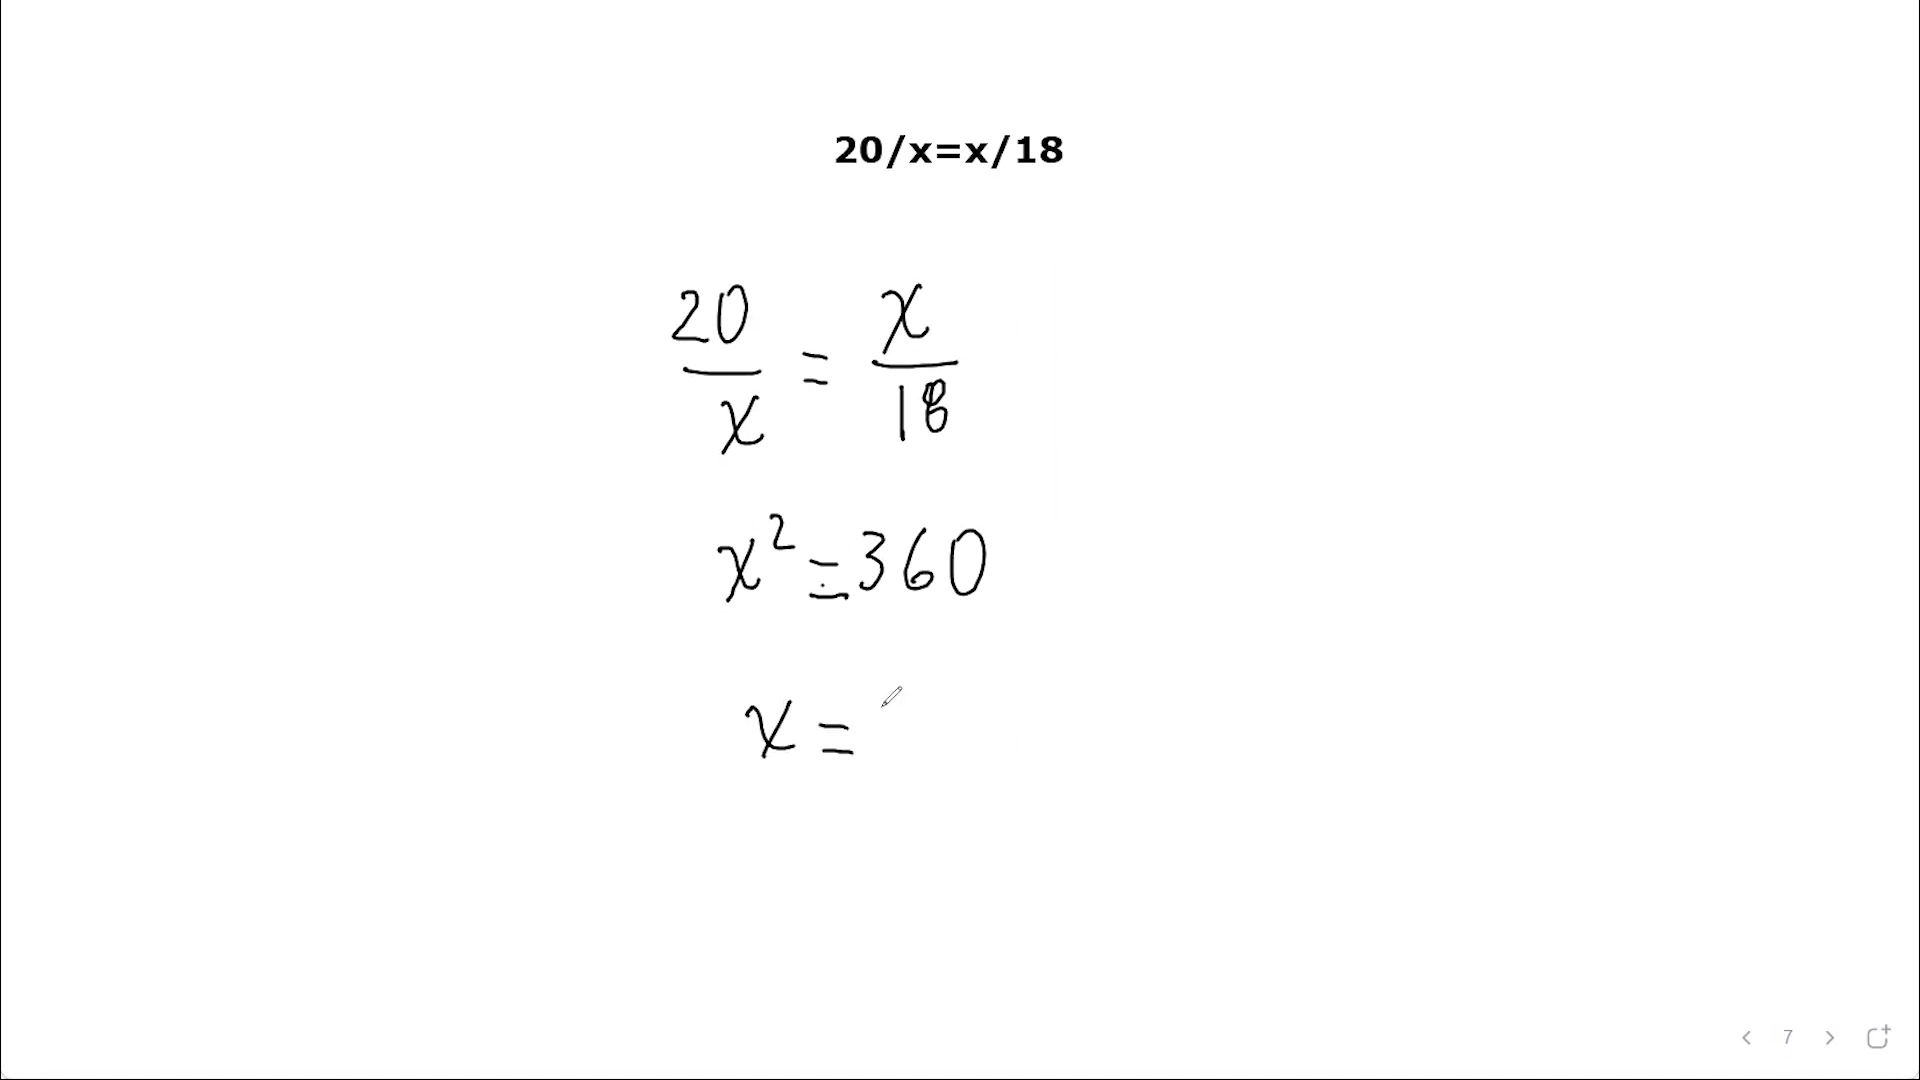 20/x=x/18
20/x = x/18
x²=360
x =
7